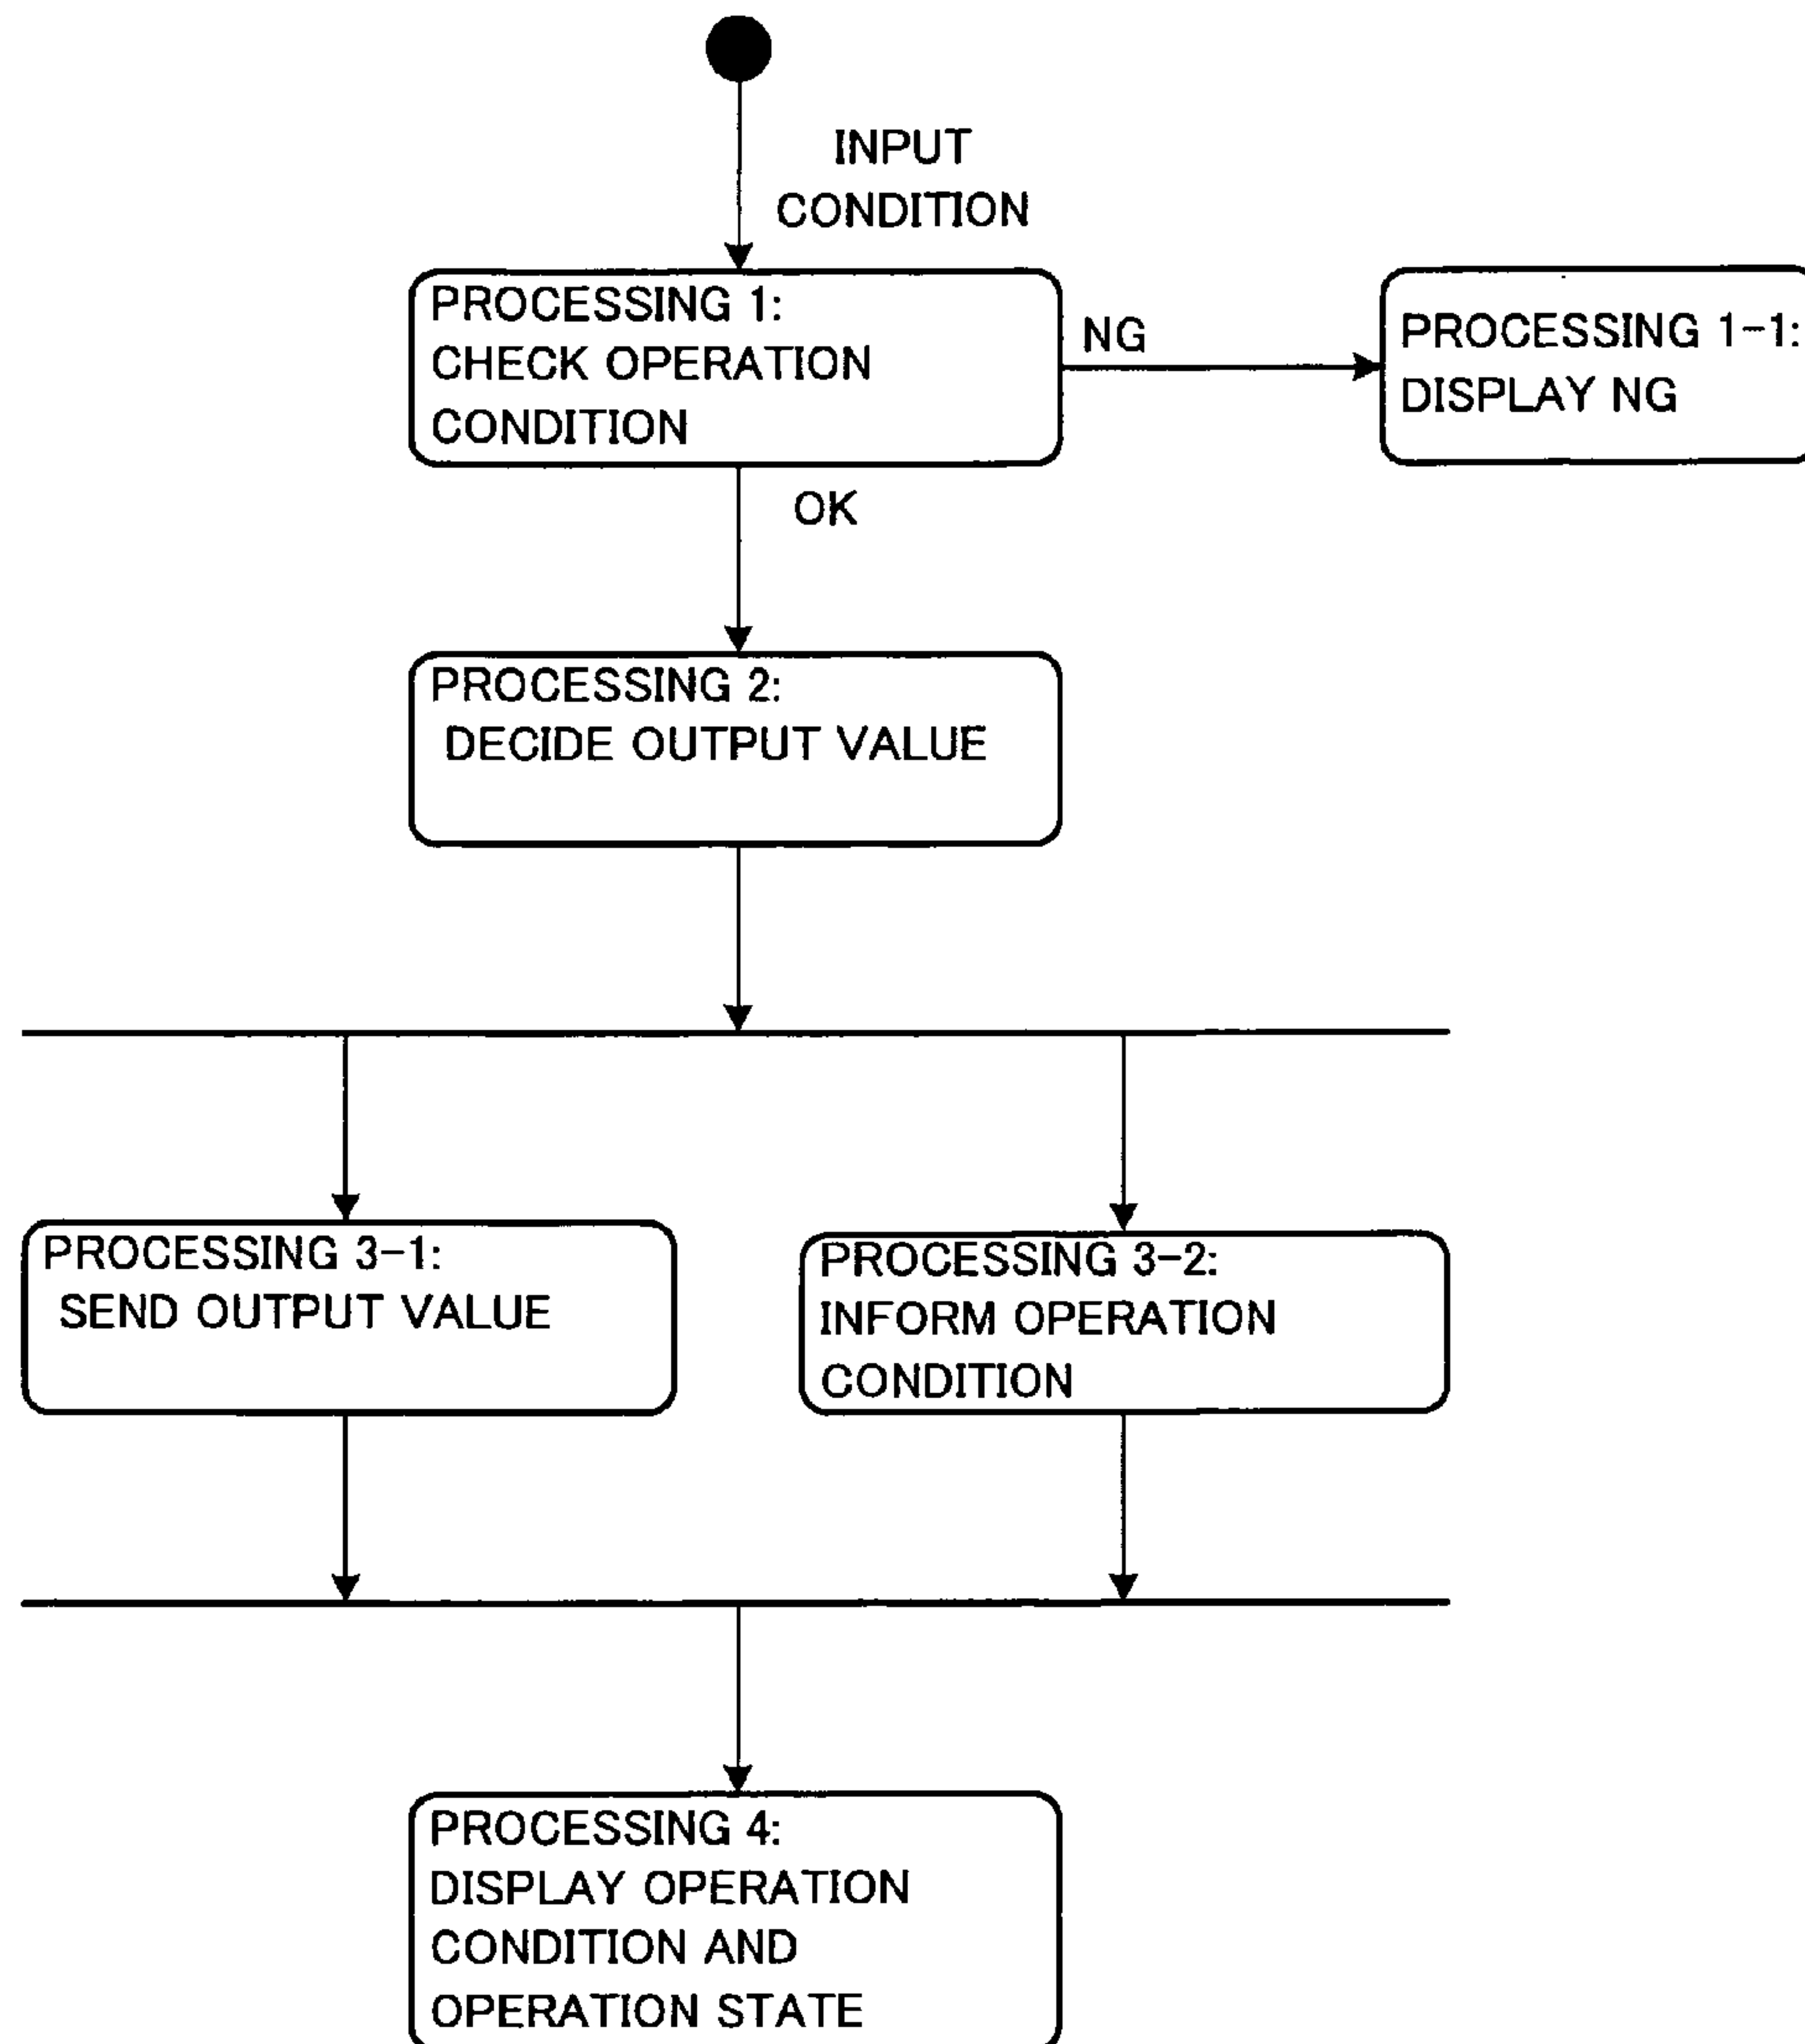 INPUT
CONDITION
PROCESSING 1:
CHECK OPERATION
CONDITION
NG
PROCESSING 1-1:
DISPLAY NG
OK
PROCESSING 2:
DECIDE OUTPUT VALUE
PROCESSING 3-1:
SEND OUTPUT VALUE
PROCESSING 3-2:
INFORM OPERATION
CONDITION
PROCESSING 4:
DISPLAY OPERATION
CONDITION AND
OPERATION STATE